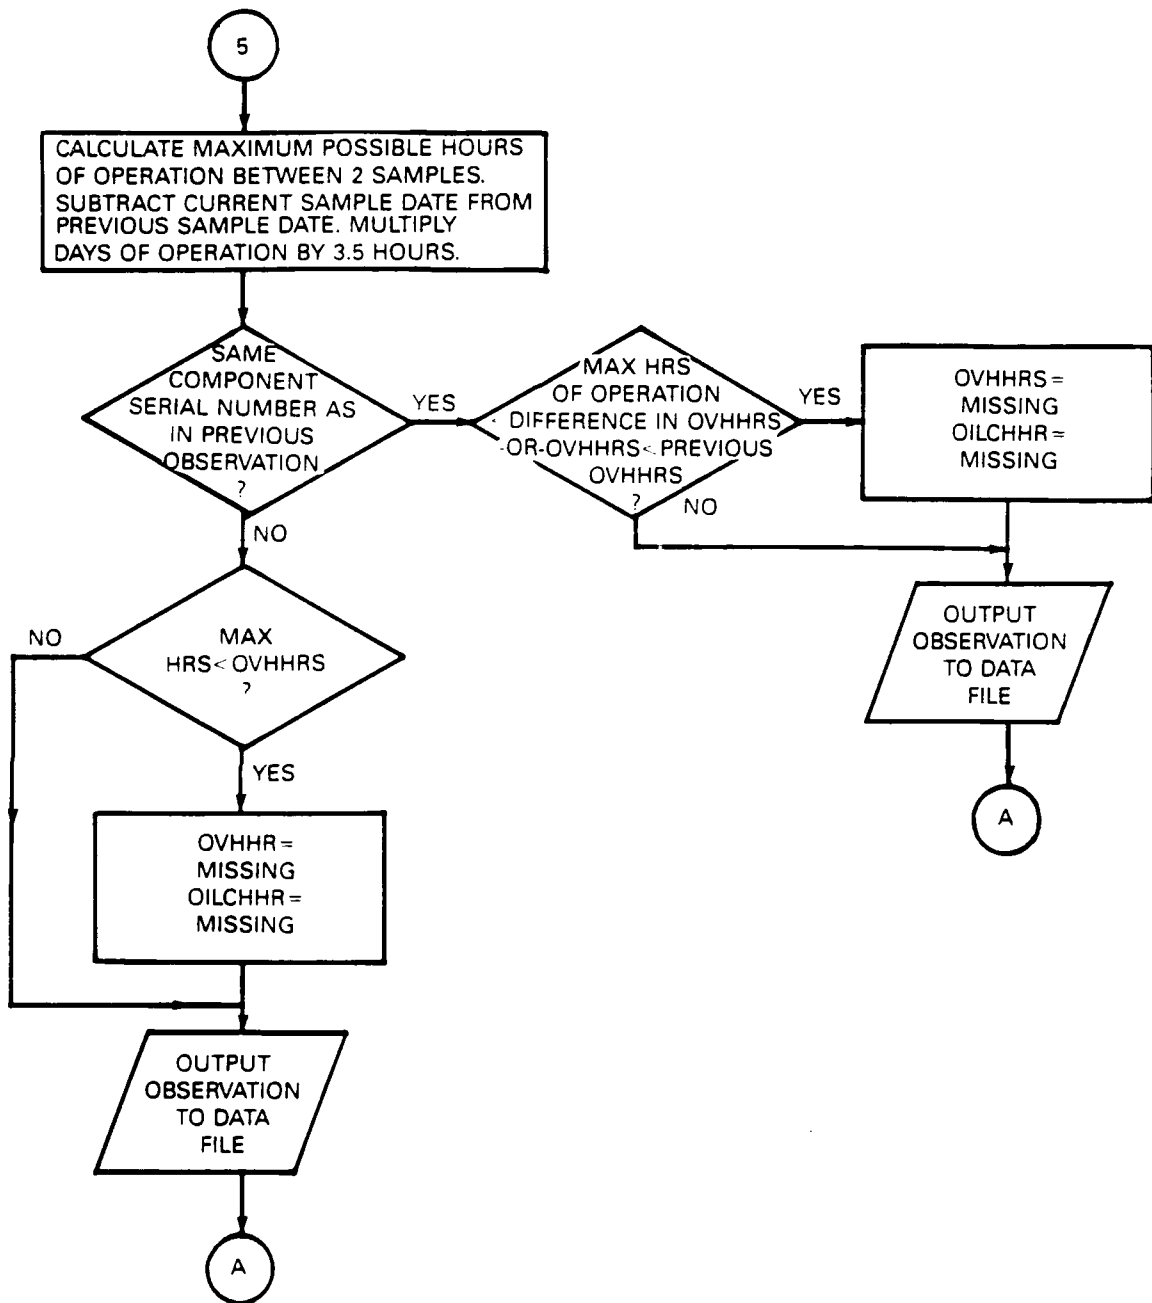 5
CALCULATE MAXIMUM POSSIBLE HOURS
OF OPERATION BETWEEN 2 SAMPLES.
SUBTRACT CURRENT SAMPLE DATE FROM
PREVIOUS SAMPLE DATE. MULTIPLY
DAYS OF OPERATION BY 3.5 HOURS.
SAME
COMPONENT
SERIAL NUMBER AS
IN PREVIOUS
OBSERVATION
?
YES
MAX HRS
OF OPERATION
DIFFERENCE IN OVHHRS
-OR-OVHHRS< PREVIOUS
OVHHRS
?
YES
OVHHRS=
MISSING
OILCHHR=
MISSING
NO
OUTPUT
OBSERVATION
TO DATA
FILE
A
NO
MAX
HRS< OVHHRS
?
NO
YES
OVHHR=
MISSING
OILCHHR=
MISSING
OUTPUT
OBSERVATION
TO DATA
FILE
A